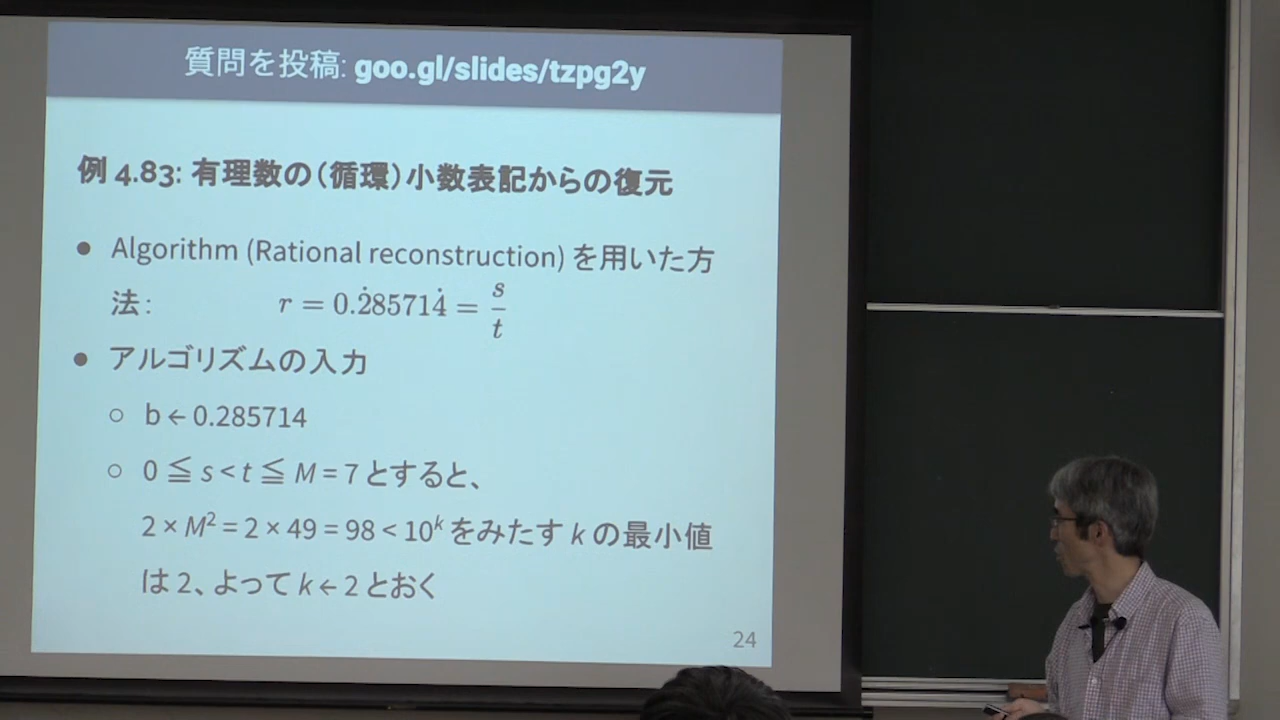 質問を投稿: goo.gl/slides/tzpg2y
例 4.83: 有理数の（循環）小数表記からの復元
● Algorithm (Rational reconstruction) を用いた方
法: r = 0.2̇85714̇ = s/t
● アルゴリズムの入力
○ b ← 0.285714
○ 0 ≦ s < t ≦ M = 7 とすると、
2 × M² = 2 × 49 = 98 < 10ᵏ をみたす k の最小値
は 2、よって k ← 2 とおく
24